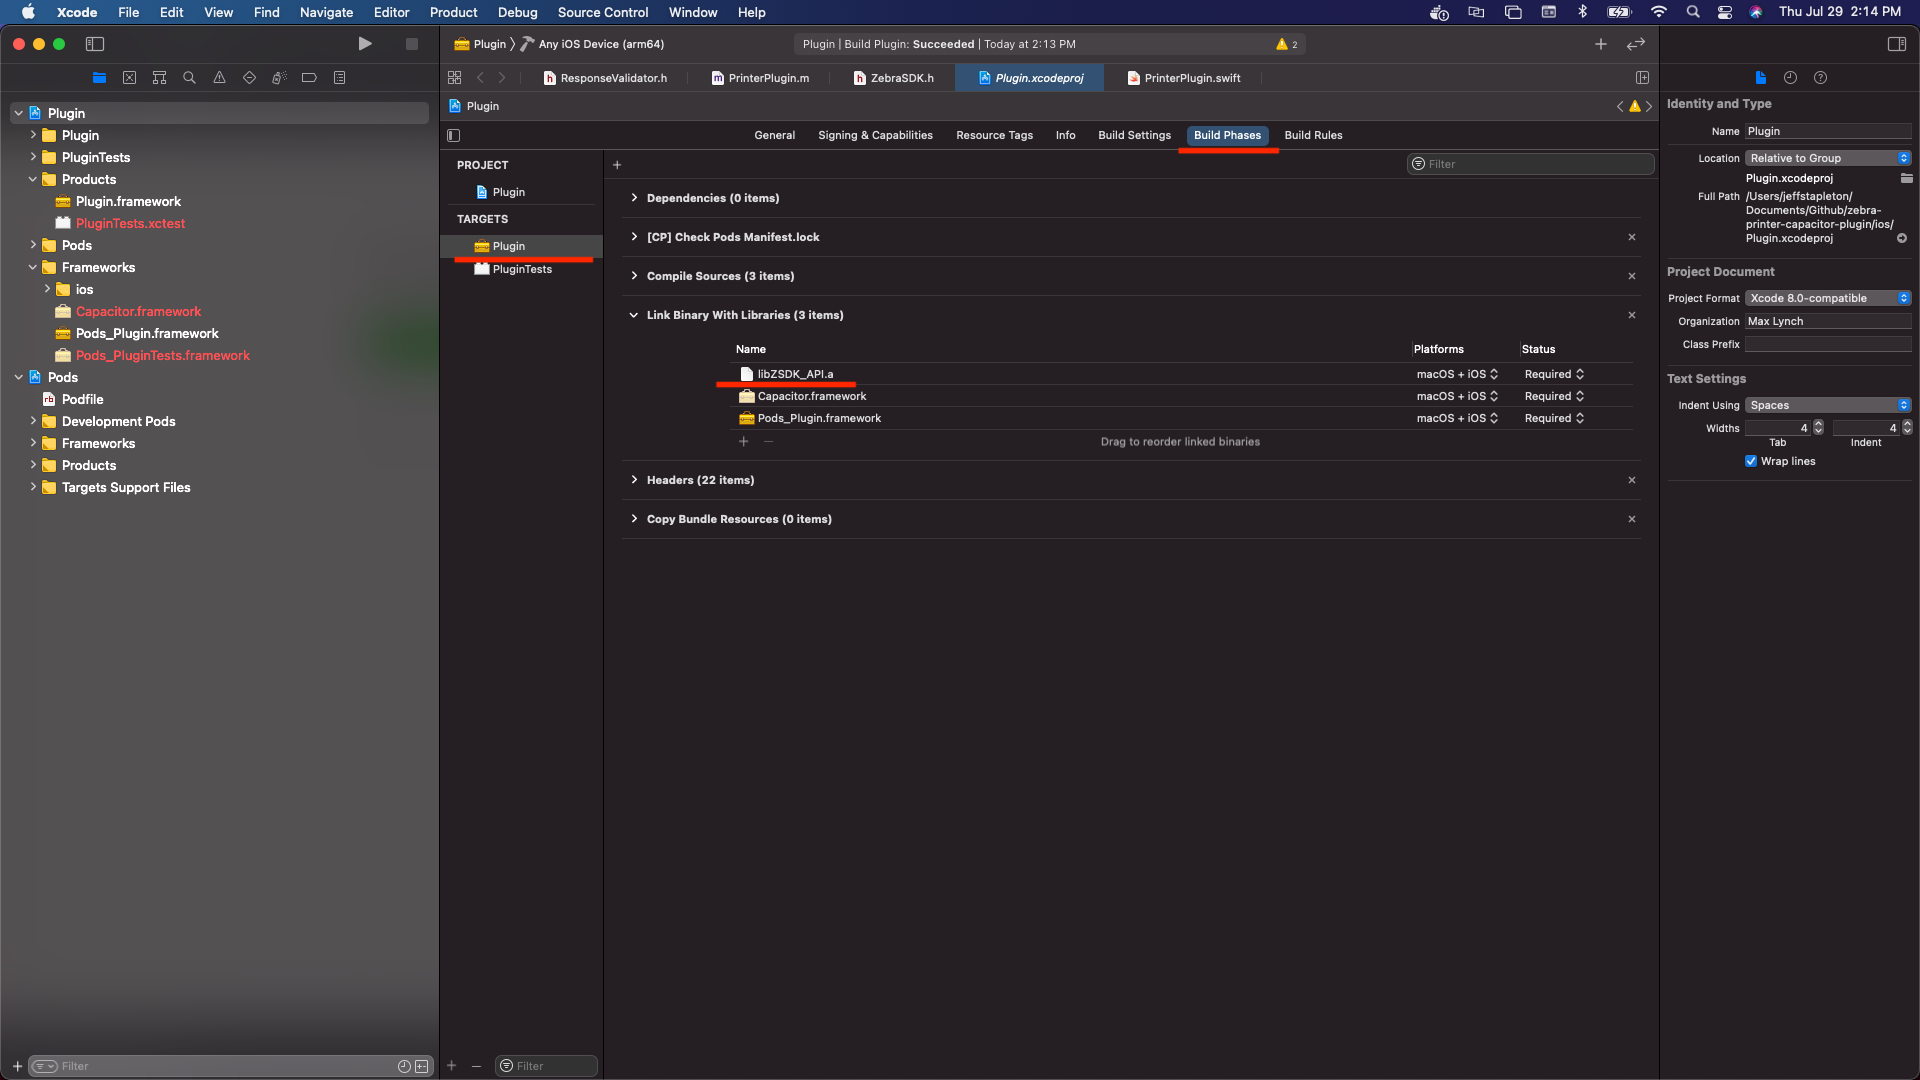 Xcode File Edit View Find Navigate Editor Product Debug Source Control Window Help Thu Jul 29 2:14 PM
Plugin Any iOS Device (arm64) Plugin | Build Plugin: Succeeded | Today at 2:13 PM 2
ResponseValidator.h PrinterPlugin.m ZebraSDK.h Plugin.xcodeproj PrinterPlugin.swift
Plugin
General Signing & Capabilities Resource Tags Info Build Settings Build Phases Build Rules
Plugin
Plugin
PluginTests
Products
Plugin.framework
PluginTests.xctest
Pods
Frameworks
ios
Capacitor.framework
Pods_Plugin.framework
Pods_PluginTests.framework
Pods
Podfile
Development Pods
Frameworks
Products
Targets Support Files
Filter
PROJECT
Plugin
TARGETS
Plugin
PluginTests
Filter
Filter
Dependencies (0 items)
[CP] Check Pods Manifest.lock
Compile Sources (3 items)
Link Binary With Libraries (3 items)
Name Platforms Status
libZSDK_API.a macOS + iOS Required
Capacitor.framework macOS + iOS Required
Pods_Plugin.framework macOS + iOS Required
Drag to reorder linked binaries
Headers (22 items)
Copy Bundle Resources (0 items)
Identity and Type
Name Plugin
Location Relative to Group
Plugin.xcodeproj
Full Path /Users/jeffstapleton/
Documents/Github/zebra-
printer-capacitor-plugin/ios/
Plugin.xcodeproj
Project Document
Project Format Xcode 8.0-compatible
Organization Max Lynch
Class Prefix
Text Settings
Indent Using Spaces
Widths 4 4
Tab Indent
Wrap lines